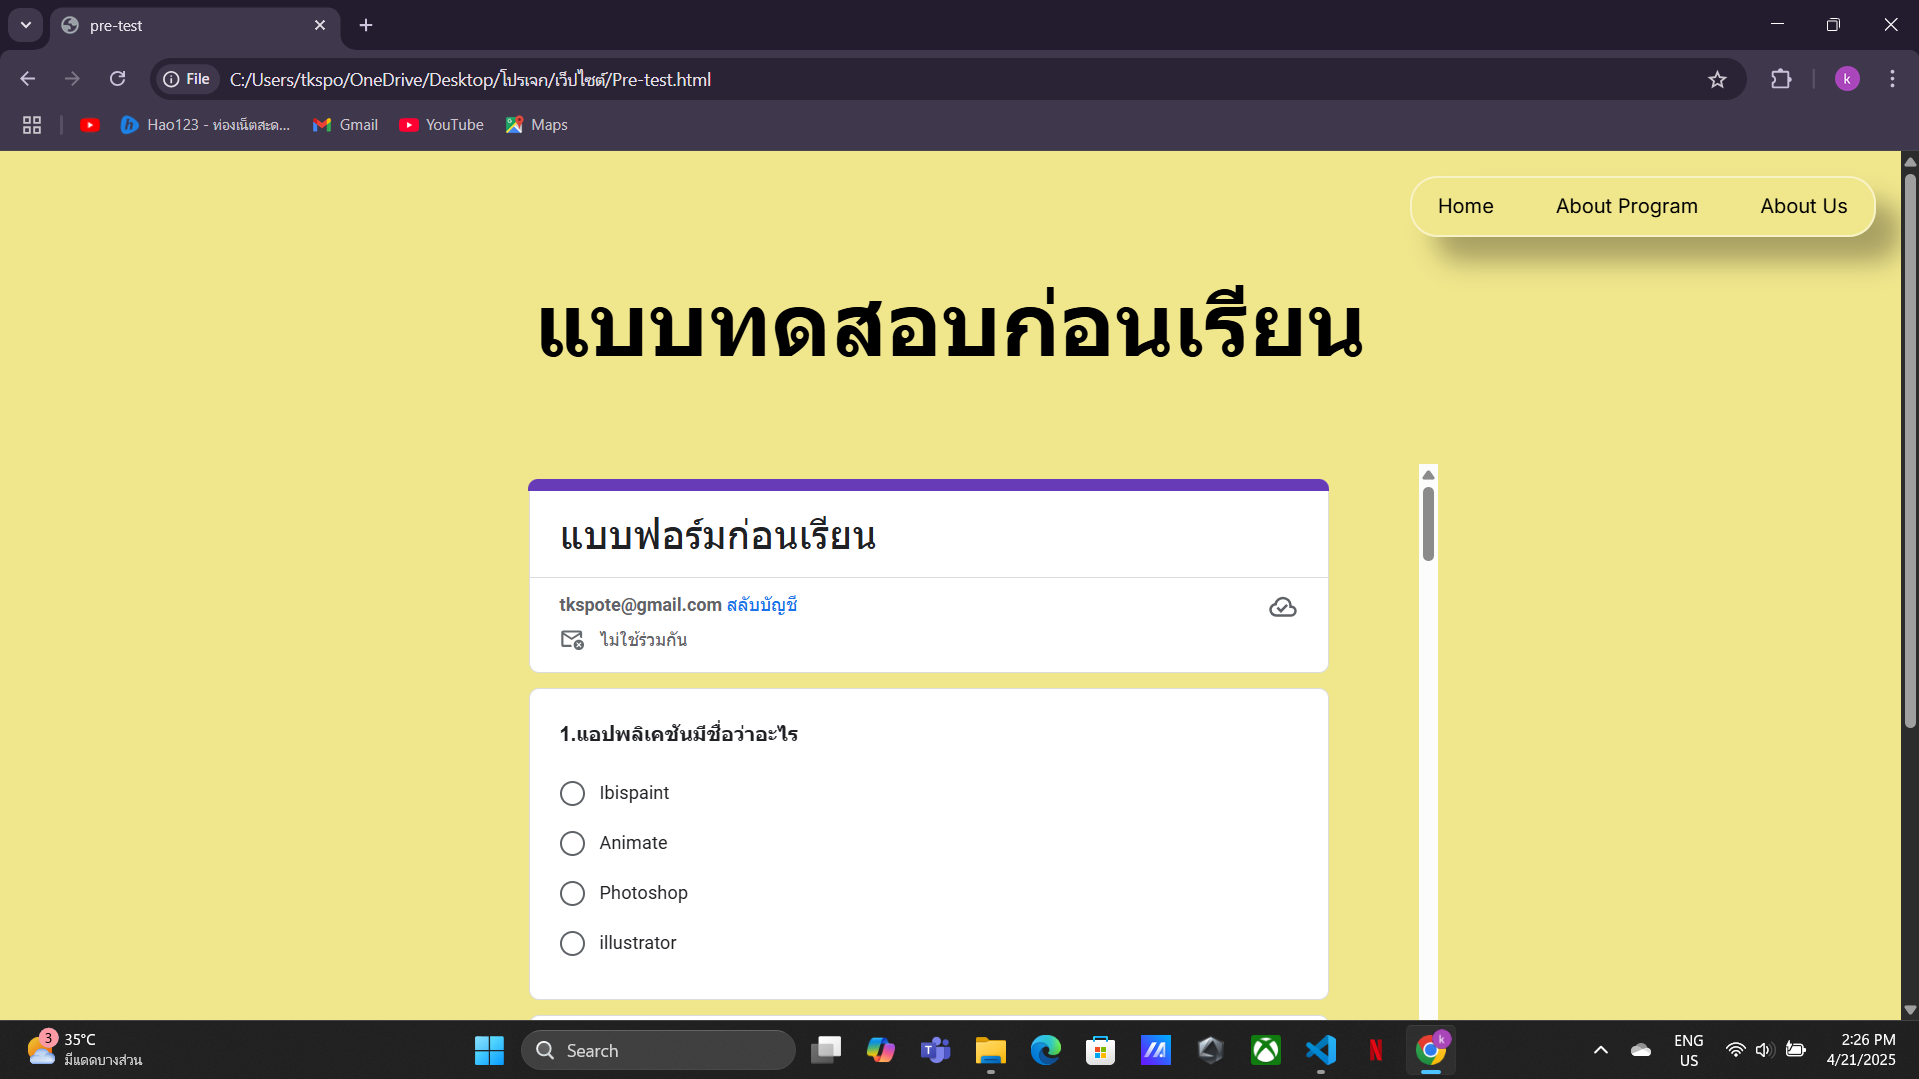 pre-test
File
C:/Users/tkspo/OneDrive/Desktop/โปรเจก/เว็ปไซต์/Pre-test.html
k
Hao123 - ท่องเน็ตสะด...
Gmail
YouTube
Maps
Home
About Program
About Us
แบบทดสอบก่อนเรียน
แบบฟอร์มก่อนเรียน
tkspote@gmail.com สลับบัญชี
ไม่ใช้ร่วมกัน
1.แอปพลิเคชันมีชื่อว่าอะไร
Ibispaint
Animate
Photoshop
illustrator
3
35°C
มีแดดบางส่วน
Search
T
N
k
ENG
US
2:26 PM
4/21/2025